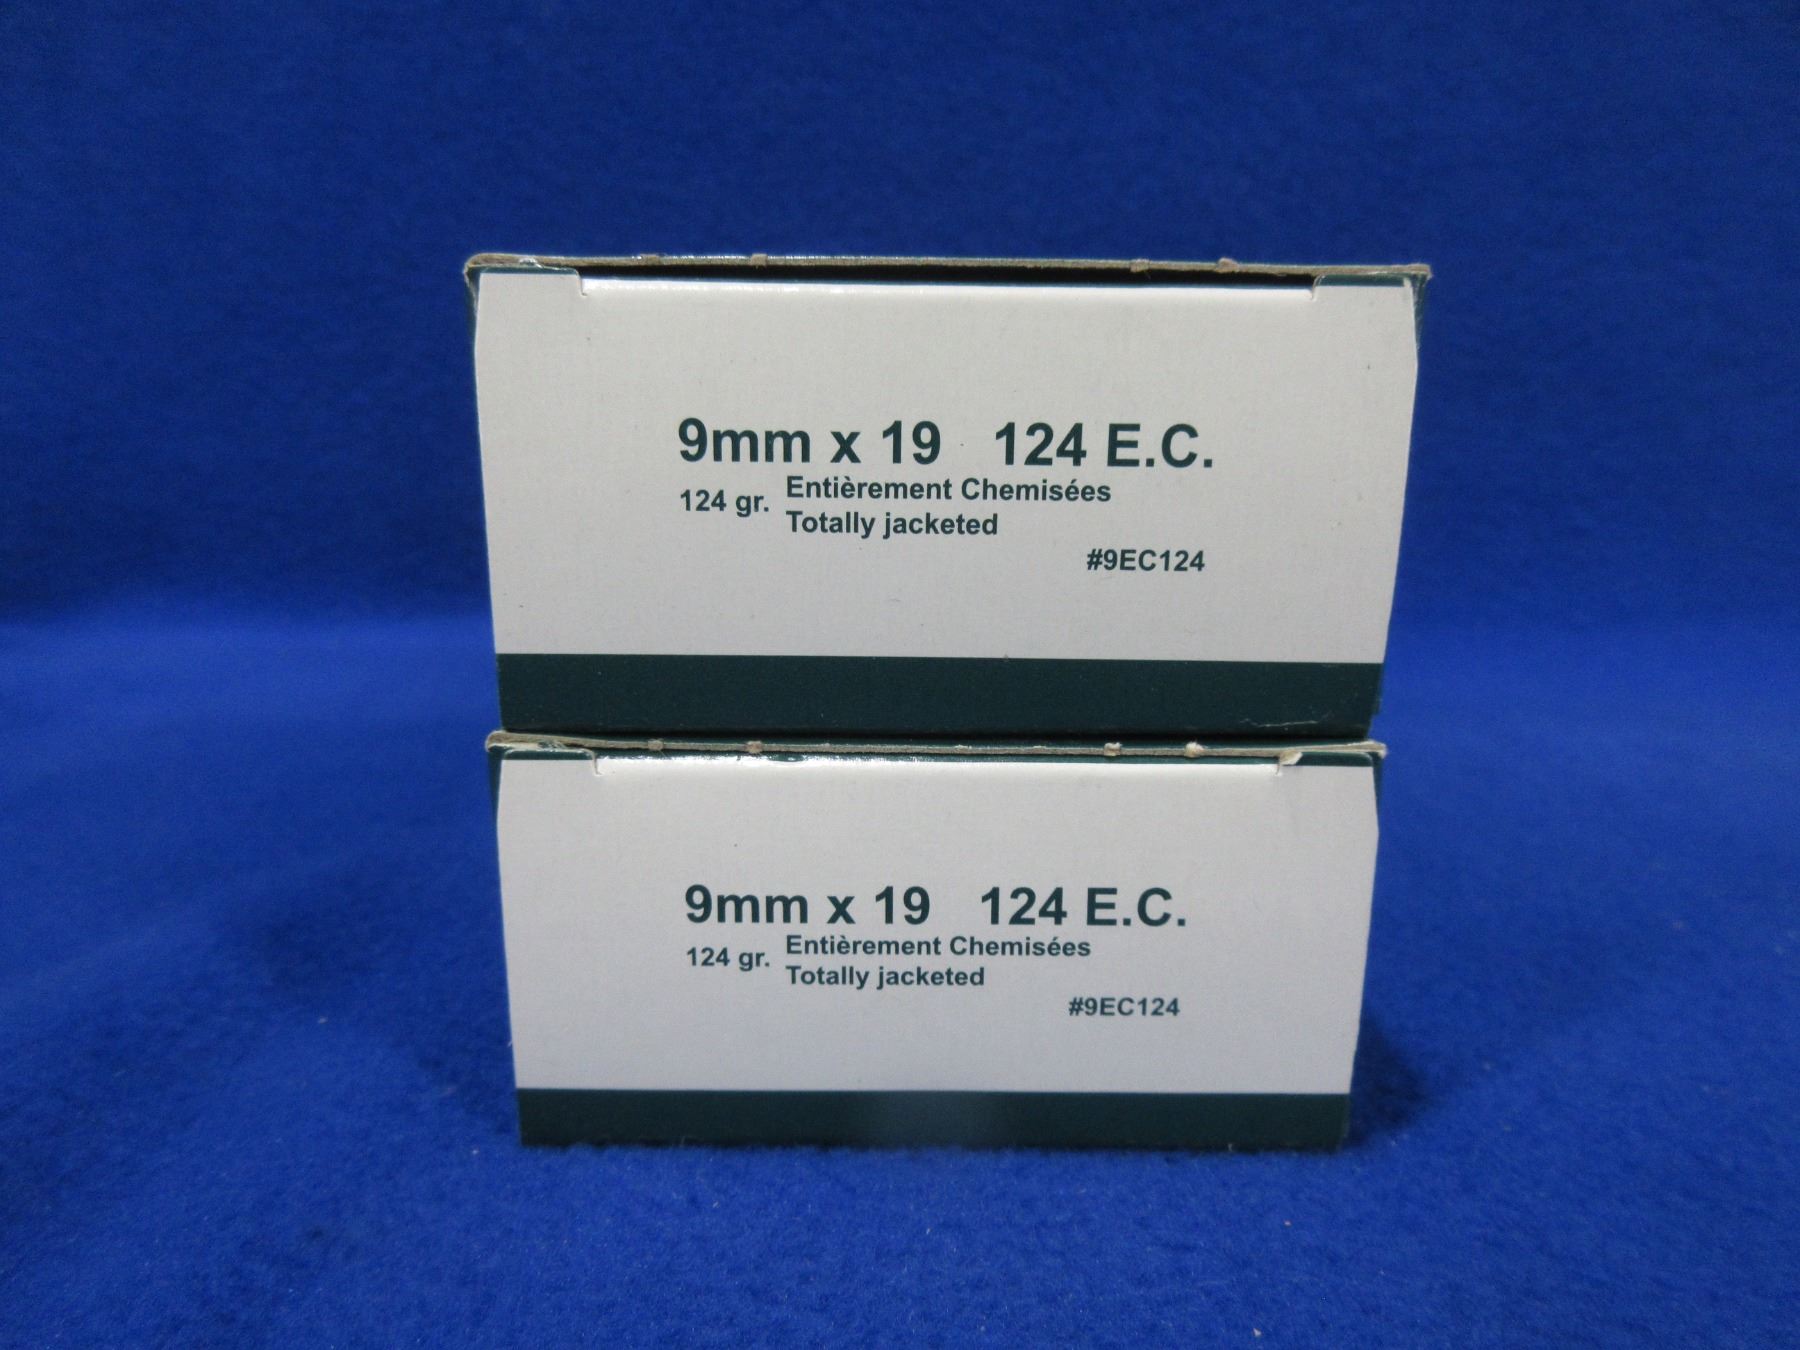 9mm x 19 124 E.C.
124 gr. Entièrement Chemisées
Totally jacketed
#9EC124
9mm x 19 124 E.C.
124 gr. Entièrement Chemisées
Totally jacketed
#9EC124